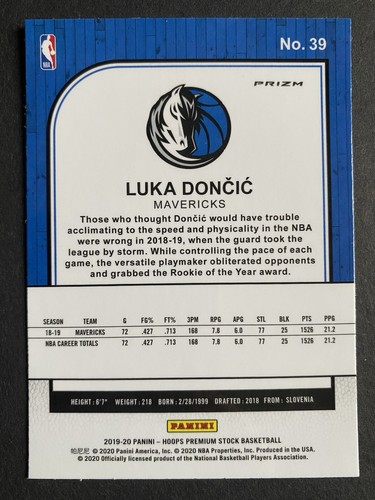 No. 39
NBA
PRIZM
LUKA DONČIĆ
MAVERICKS
Those who thought Dončić would have trouble
acclimating to the speed and physicality in the NBA
were wrong in 2018-19, when the guard took the
league by storm. While controlling the pace of each
game, the versatile playmaker obliterated opponents
and grabbed the Rookie of the Year award.
SEASON TEAM G FG% FT% 3PM RPG APG STL BLK PTS PPG
18-19 MAVERICKS 72 .427 .713 168 7.8 6.0 77 25 1526 21.2
NBA CAREER TOTALS 72 .427 .713 168 7.8 6.0 77 25 1526 21.2
HEIGHT: 6'7" WEIGHT: 218 BORN: 2/28/1999 DRAFTED: 2018 FROM: SLOVENIA
PANINI
2019-20 PANINI – HOOPS PREMIUM STOCK BASKETBALL
帕尼尼 © 2020 Panini America, Inc. © 2020 NBA Properties, Inc. Produced in the USA.
© 2020 Officially licensed product of the National Basketball Players Association.